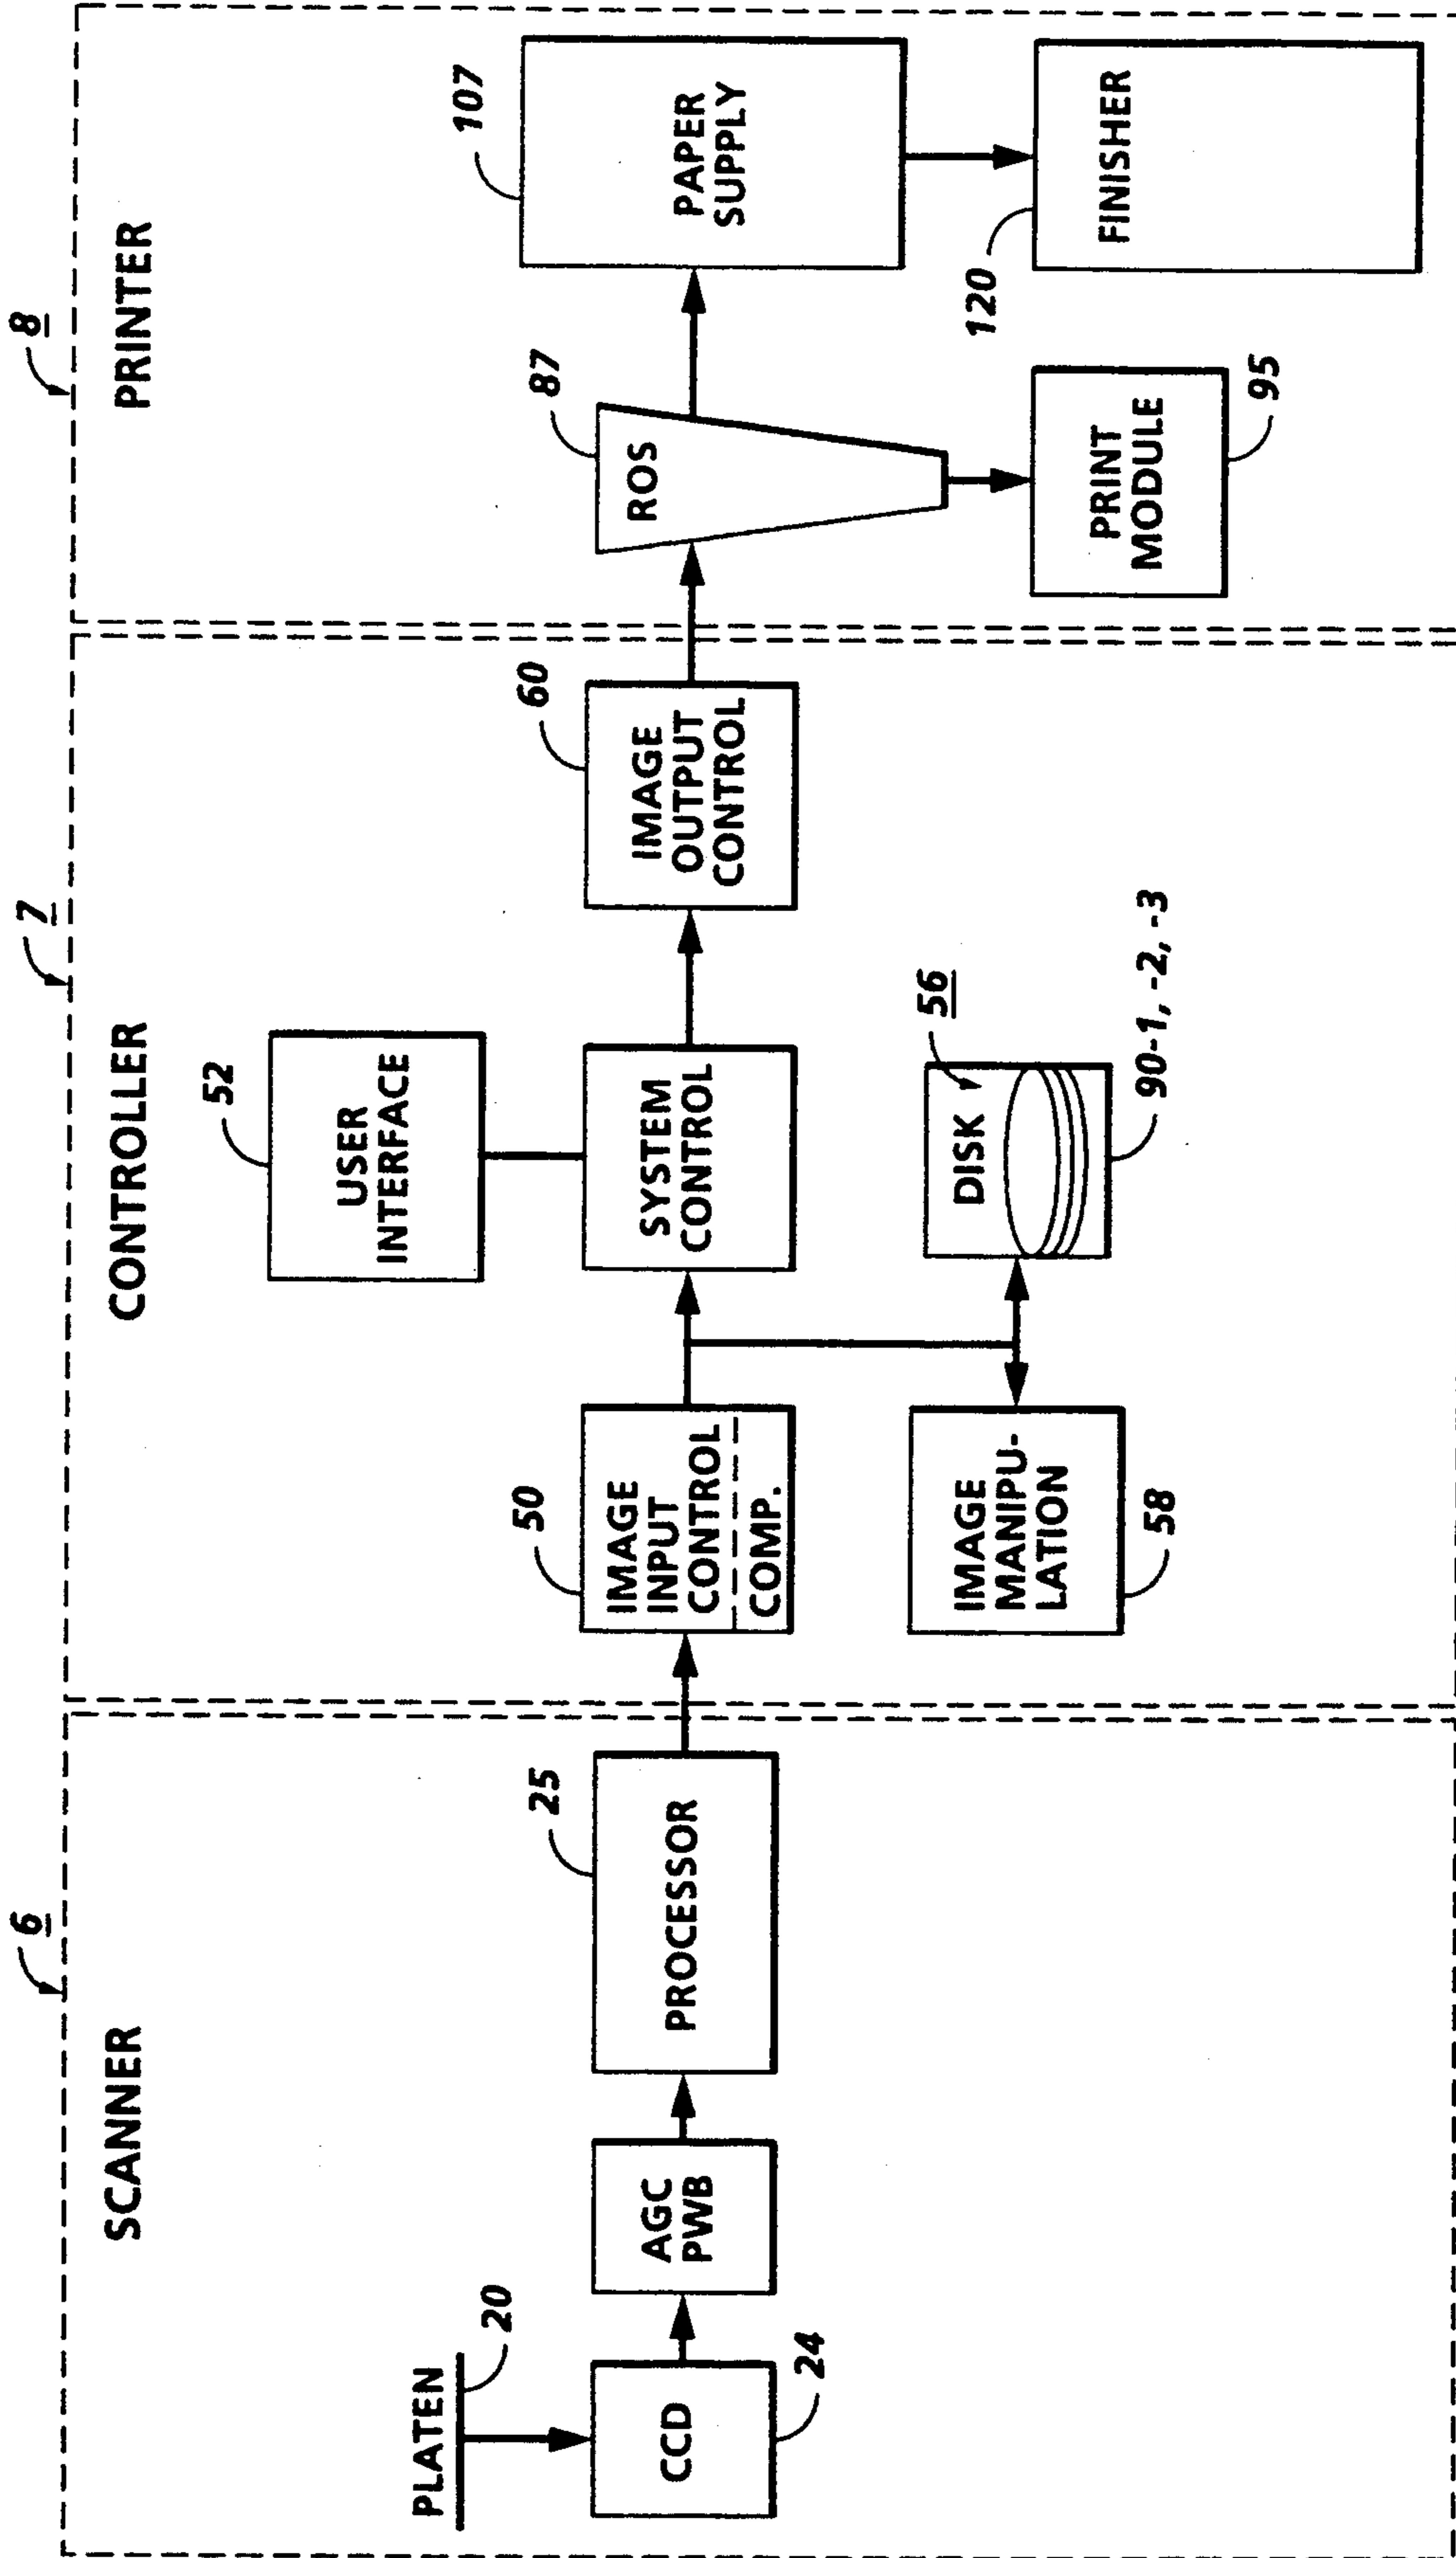 6
SCANNER
PLATEN
20
CCD
24
AGC
PWB
PROCESSOR
25
7
CONTROLLER
52
USER
INTERFACE
50
IMAGE
INPUT
CONTROL
COMP.
SYSTEM
CONTROL
60
IMAGE
OUTPUT
CONTROL
IMAGE
MANIPU-
LATION
58
DISK
56
90-1, -2, -3
8
PRINTER
87
ROS
107
PAPER
SUPPLY
PRINT
MODULE
95
120
FINISHER